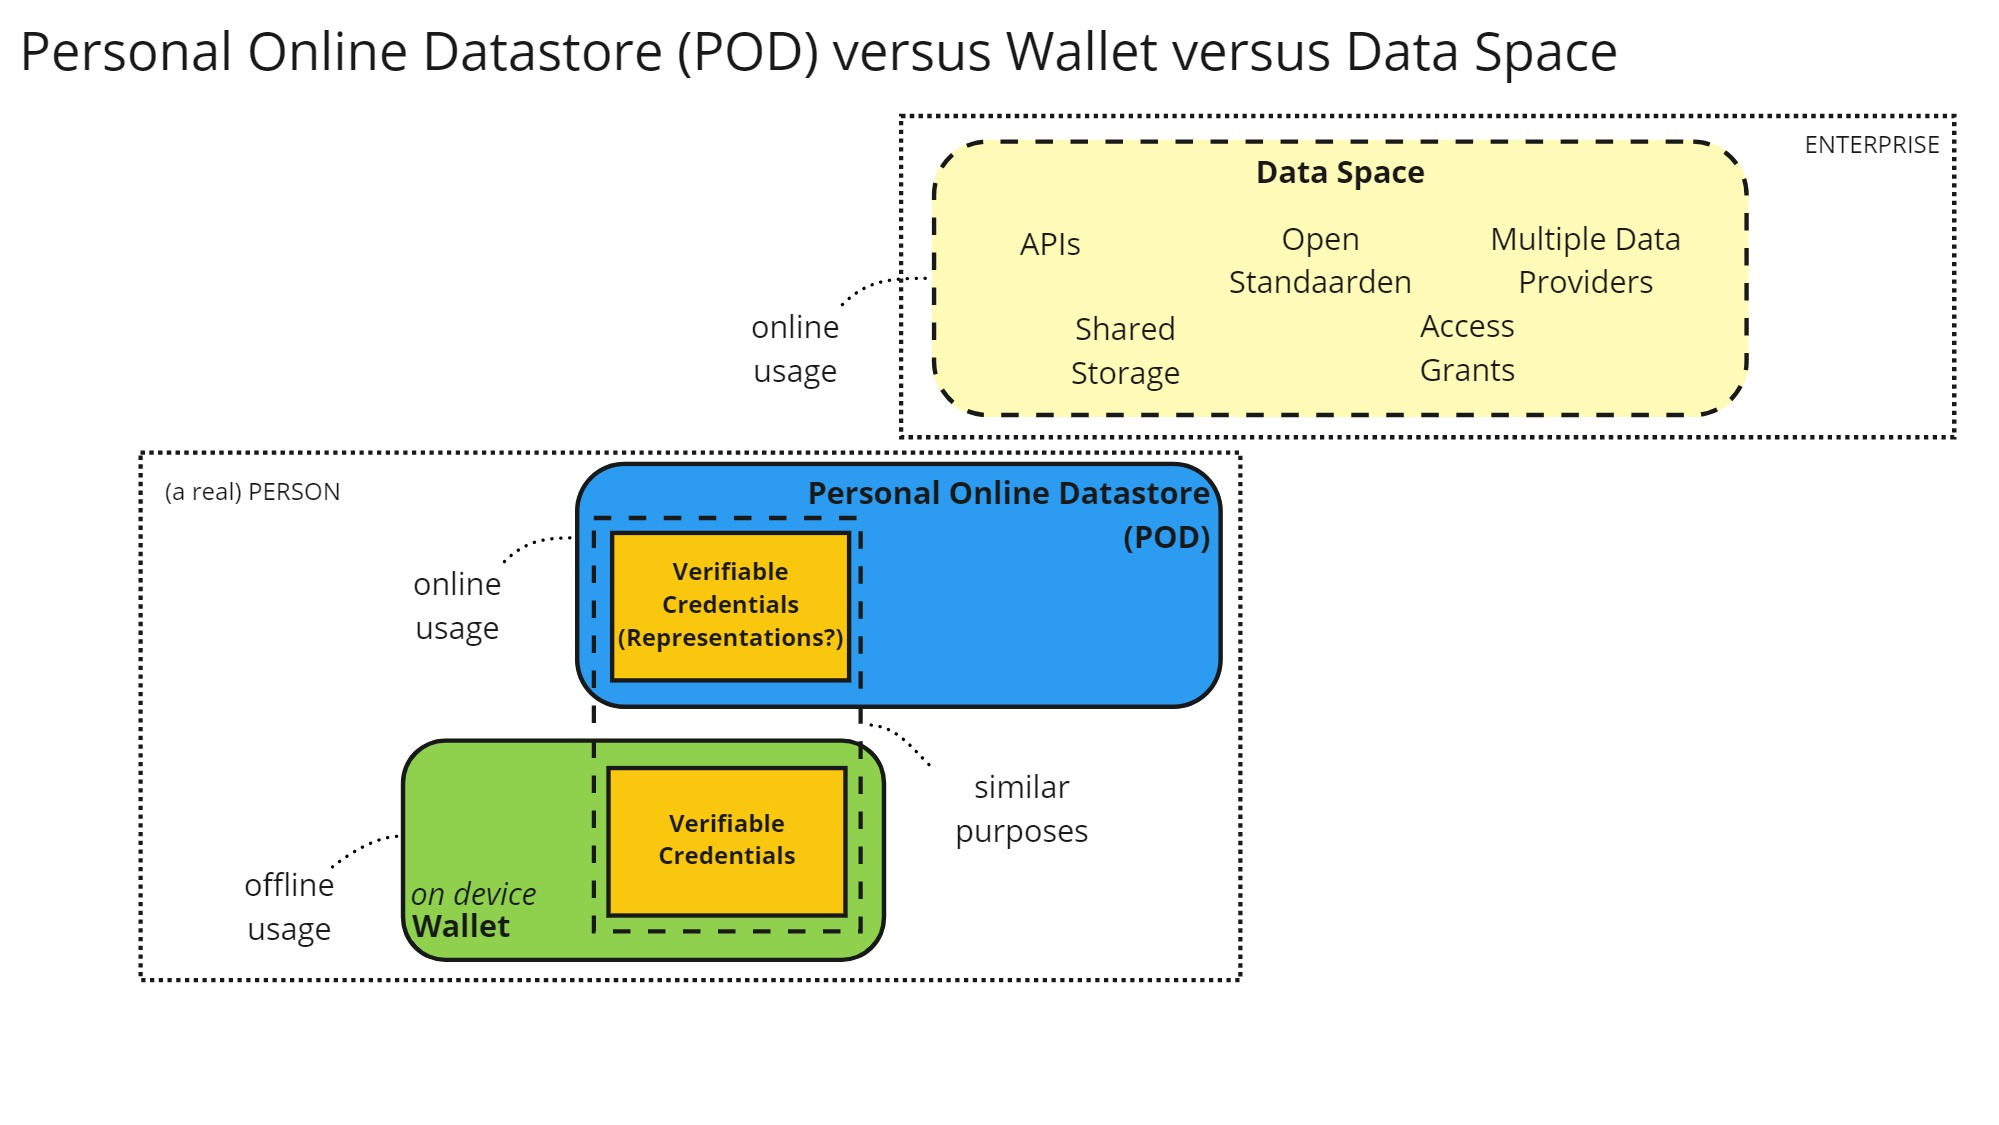 Personal Online Datastore (POD) versus Wallet versus Data Space
ENTERPRISE
Data Space
APIs
Open
Standaarden
Multiple Data
Providers
Shared
Storage
Access
Grants
online
usage
(a real) PERSON
Personal Online Datastore
(POD)
Verifiable
Credentials
(Representations?)
online
usage
similar
purposes
Verifiable
Credentials
on device
Wallet
offline
usage